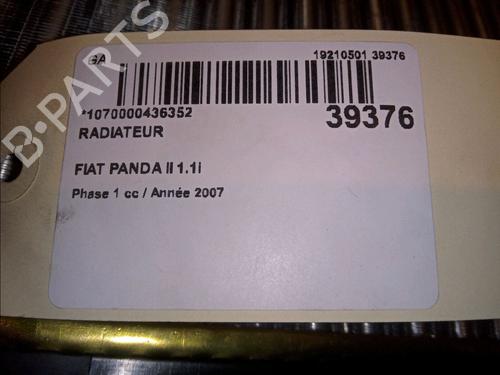 GA
19210501 39376
*1070000436352
39376
RADIATEUR
FIAT PANDA II 1.1i
Phase 1 cc / Année 2007
B-PARTS